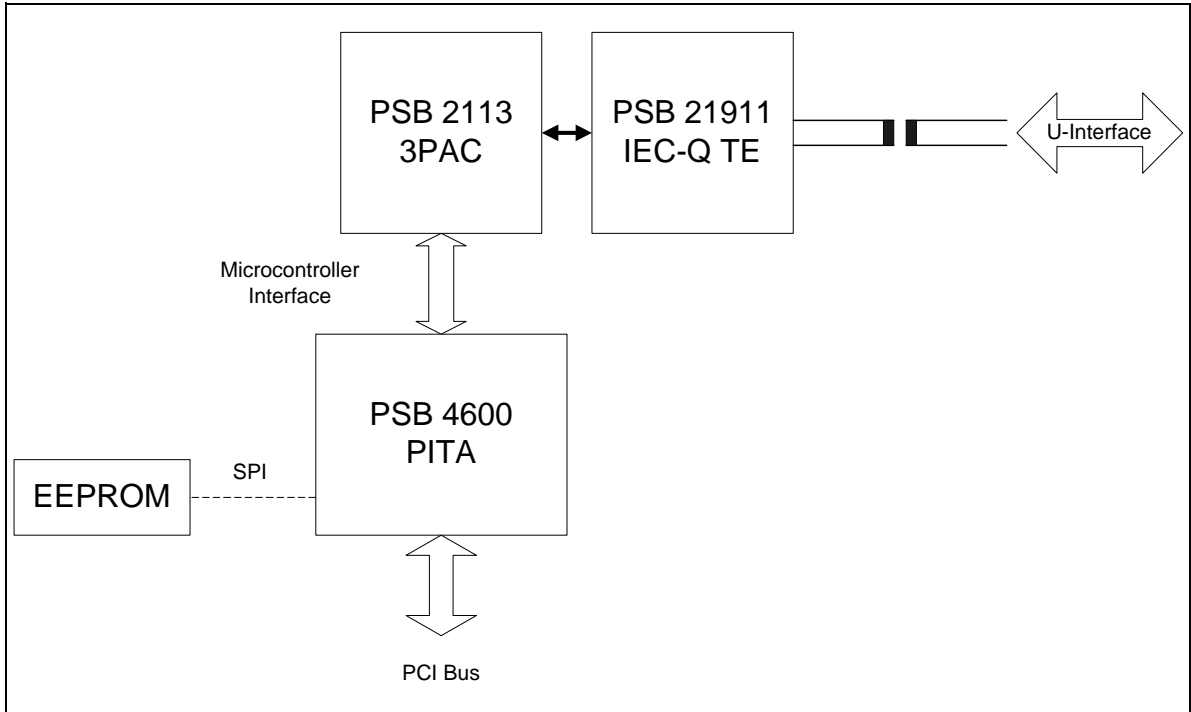 PSB 2113
3PAC
PSB 21911
IEC-Q TE
U-Interface
Microcontroller
Interface
PSB 4600
PITA
SPI
EEPROM
PCI Bus